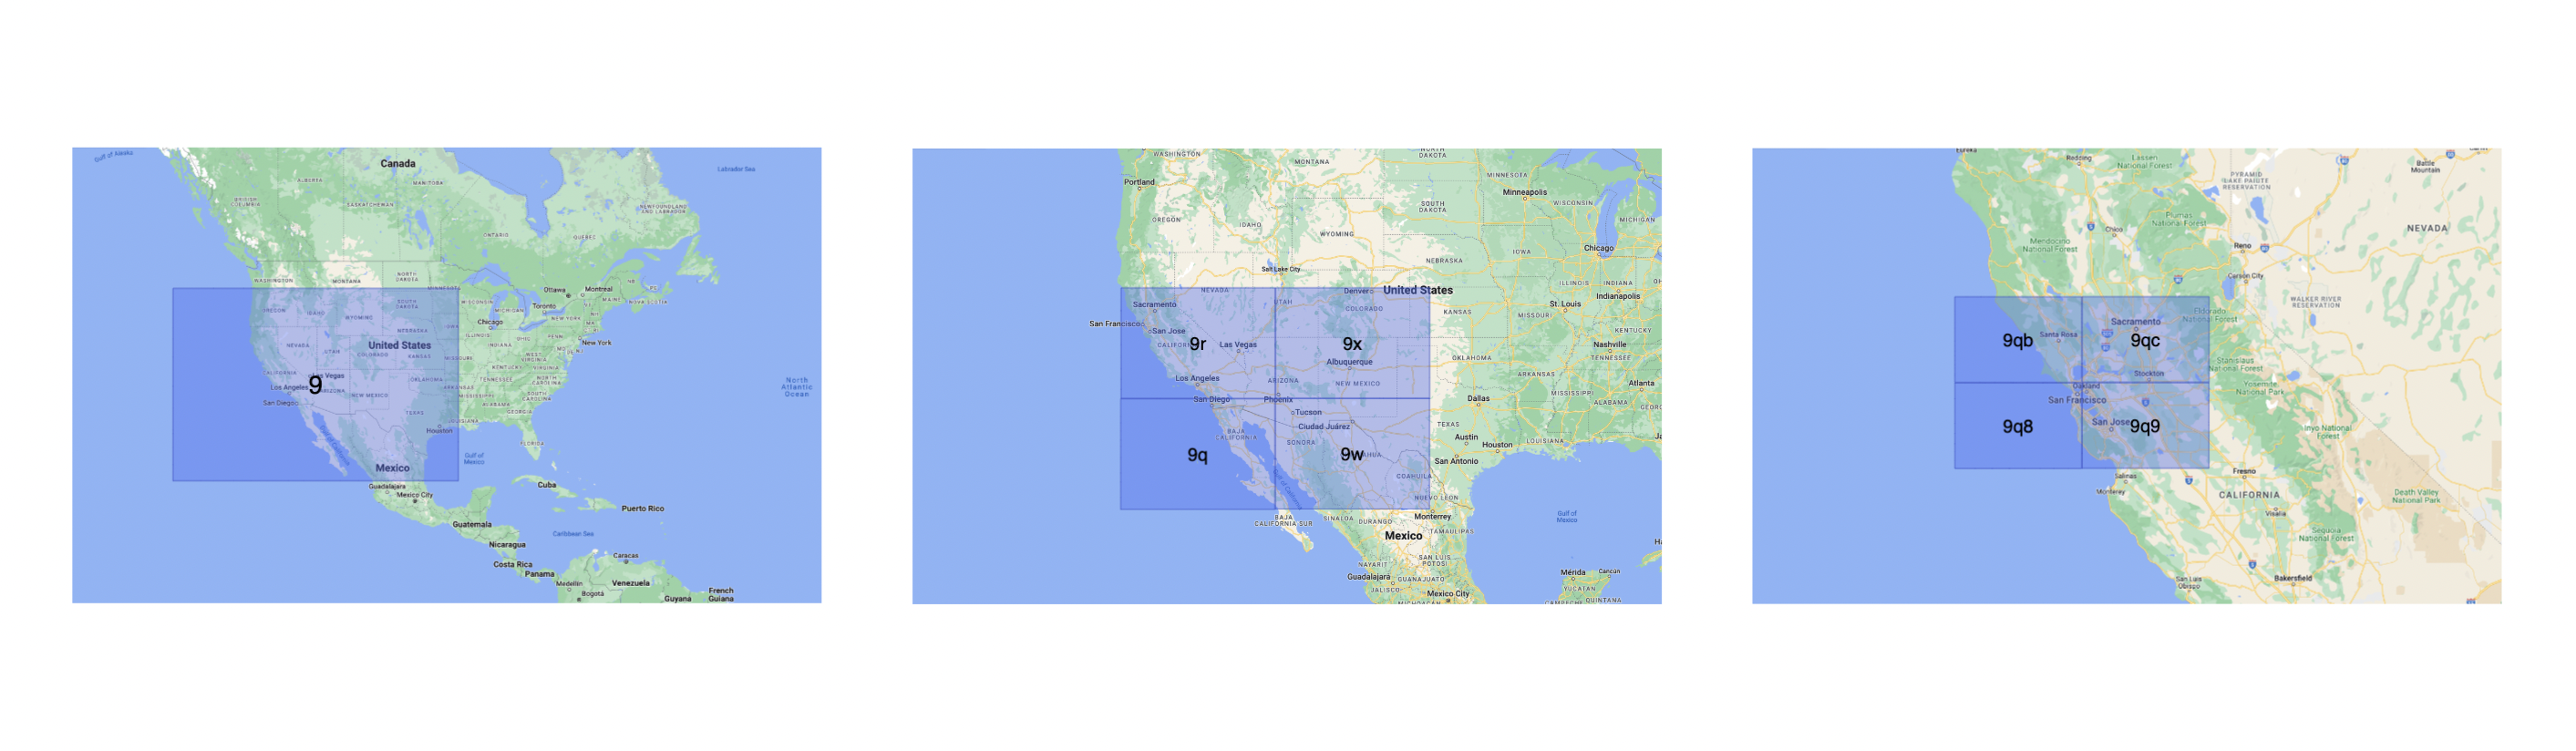 Gulf of Alaska
Canada
Labrador Sea
ALBERTA
MANITOBA
BRITISH
COLUMBIA
SASKATCHEWAN
NEWFOUNDLAND
AND LABRADOR
ONTARIO
QUEBEC
WASHINGTON
MONTANA
NORTH
DAKOTA
MINNESOTA
Ottawa
Montreal
NB
PE
MAINE
NOVA SCOTIA
SOUTH
DAKOTA
WISCONSIN
Toronto
OREGON
IDAHO
WYOMING
MICHIGAN
NEW YORK
Chicago
IOWA
NEBRASKA
ILLINOIS
New York
NEVADA
UTAH
United States
INDIANA
OHIO
PENN
COLORADO
KANSAS
MISSOURI
WEST
VIRGINIA
KENTUCKY
VIRGINIA
CALIFORNIA
Las Vegas
OKLAHOMA
TENNESSEE
NORTH
CAROLINA
Los Angeles
9
ARIZONA
NEW MEXICO
ARKANSAS
MISSISSIPPI
SOUTH
CAROLINA
San Diego
ALABAMA
GEORGIA
TEXAS
LOUISIANA
Houston
FLORIDA
North
Atlantic
Ocean
Gulf of
California
Gulf of
Mexico
Mexico
Guadalajara
Mexico City
Cuba
Puerto Rico
Guatemala
Caribbean Sea
Nicaragua
Caracas
Costa Rica
Panama
Medellin
Venezuela
Bogotá
Guyana
French
Guiana
WASHINGTON
MONTANA
NORTH
DAKOTA
Portland
MINNESOTA
Minneapolis
WISCONSIN
OREGON
IDAHO
SOUTH
DAKOTA
MICHIGAN
WYOMING
Chicago
IOWA
NEBRASKA
Salt Lake City
NEVADA
Denver
United States
ILLINOIS
INDIANA
OH
Indianapolis
Sacramento
UTAH
COLORADO
St. Louis
KANSAS
MISSOURI
San Francisco
San Jose
KENTUCKY
CALIFOR
9r
Las Vegas
9x
Nashville
TENNESSEE
Albuquerque
OKLAHOMA
ARKANSAS
Los Angeles
ARIZONA
NEW MEXICO
Atlanta
MISSISSIPPI
San Diego
Phoenix
Dallas
ALABAMA
GEORG
Tucson
Ciudad Juárez
TEXAS
BAJA
CALIFORNIA
SONORA
Austin
Houston
LOUISIANA
Ja
9q
9w
AHUA
San Antonio
COAHUILA
NUEVO LEON
Monterrey
BAJA
CALIFORNIA SUR
SINALOA
DURANGO
Gulf of
Mexico
TAMAULIPAS
Mexico
SAN LUIS
POTOSI
NAYARIT
Guadalajara
GUANAJUATO
Mérida
Cancun
JALISCO
Mexico City
YUCATAN
MICHOACAN
CAMPECHE
QUINTANA
Eureka
Redding
Lassen
National Forest
Battle
Mountain
PYRAMID
LAKE PAIUTE
RESERVATION
Plumas
National Forest
Chico
NEVADA
Mendocino
National Forest
Reno
Carson City
WALKER RIVER
RESERVATION
Eldorado
National Forest
Sacramento
Santa Rosa
9qb
9qc
Stanislaus
National Forest
Stockton
Yosemite
National Park
Oakland
San Francisco
9q8
San Jose
9q9
Inyo National
Forest
Salinas
Fresno
Monterey
CALIFORNIA
Death Valley
National Park
Visalia
Sequoia
National Forest
San Luis
Obispo
Bakersfield